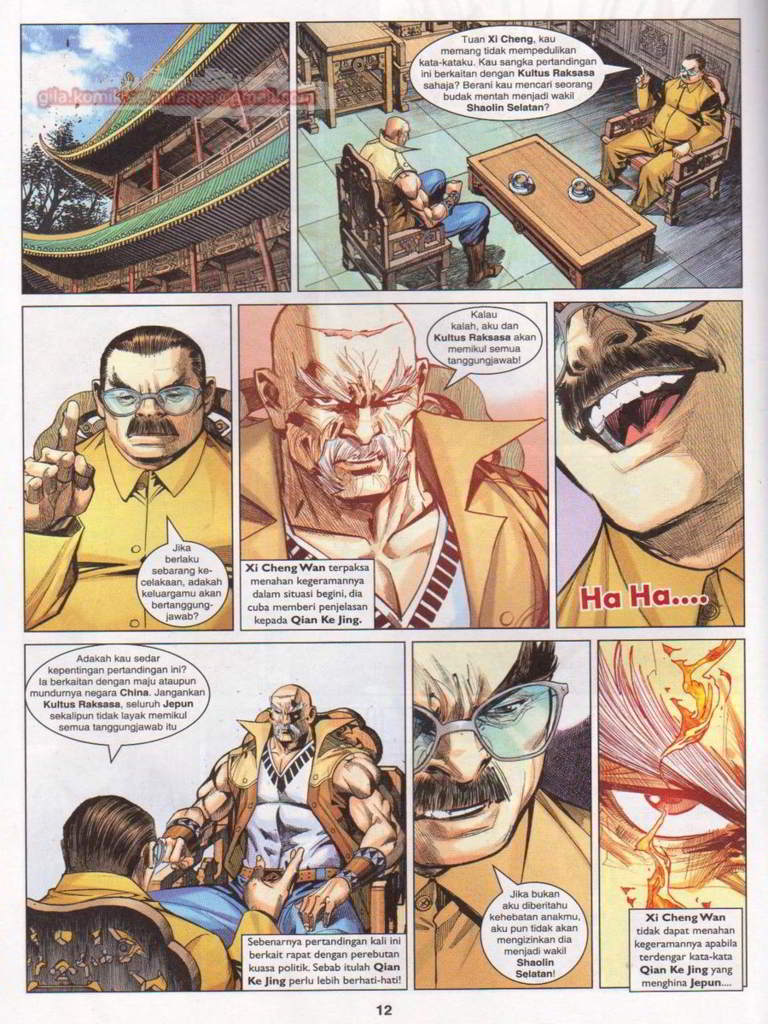 gila.komik.selamanya@gmail.com
Tuan Xi Cheng, kau
memang tidak mempedulikan
kata-kataku. Kau sangka pertandingan
ini berkaitan dengan Kultus Raksasa
sahaja? Berani kau mencari seorang
budak mentah menjadi wakil
Shaolin Selatan?
Jika
berlaku
sebarang ke-
celakaan, adakah
keluargamu akan
bertanggung-
jawab?
Kalau
kalah, aku dan
Kultus Raksasa akan
memikul semua
tanggungjawab!
Xi Cheng Wan terpaksa
menahan kegeramannya
dalam situasi begini, dia
cuba memberi penjelasan
kepada Qian Ke Jing.
Ha Ha....
Adakah kau sedar
kepentingan pertandingan ini?
Ia berkaitan dengan maju ataupun
mundurnya negara China. Jangankan
Kultus Raksasa, seluruh Jepun
sekalipun tidak layak memikul
semua tanggungjawab itu
Sebenarnya pertandingan kali ini
berkait rapat dengan perebutan
kuasa politik. Sebab itulah Qian
Ke Jing perlu lebih berhati-hati!
Jika bukan
aku diberitahu
kehebatan anakmu,
aku pun tidak akan
mengizinkan dia
menjadi wakil
Shaolin
Selatan!
Xi Cheng Wan
tidak dapat menahan
kegeramannya apabila
terdengar kata-kata
Qian Ke Jing yang
menghina Jepun....
12